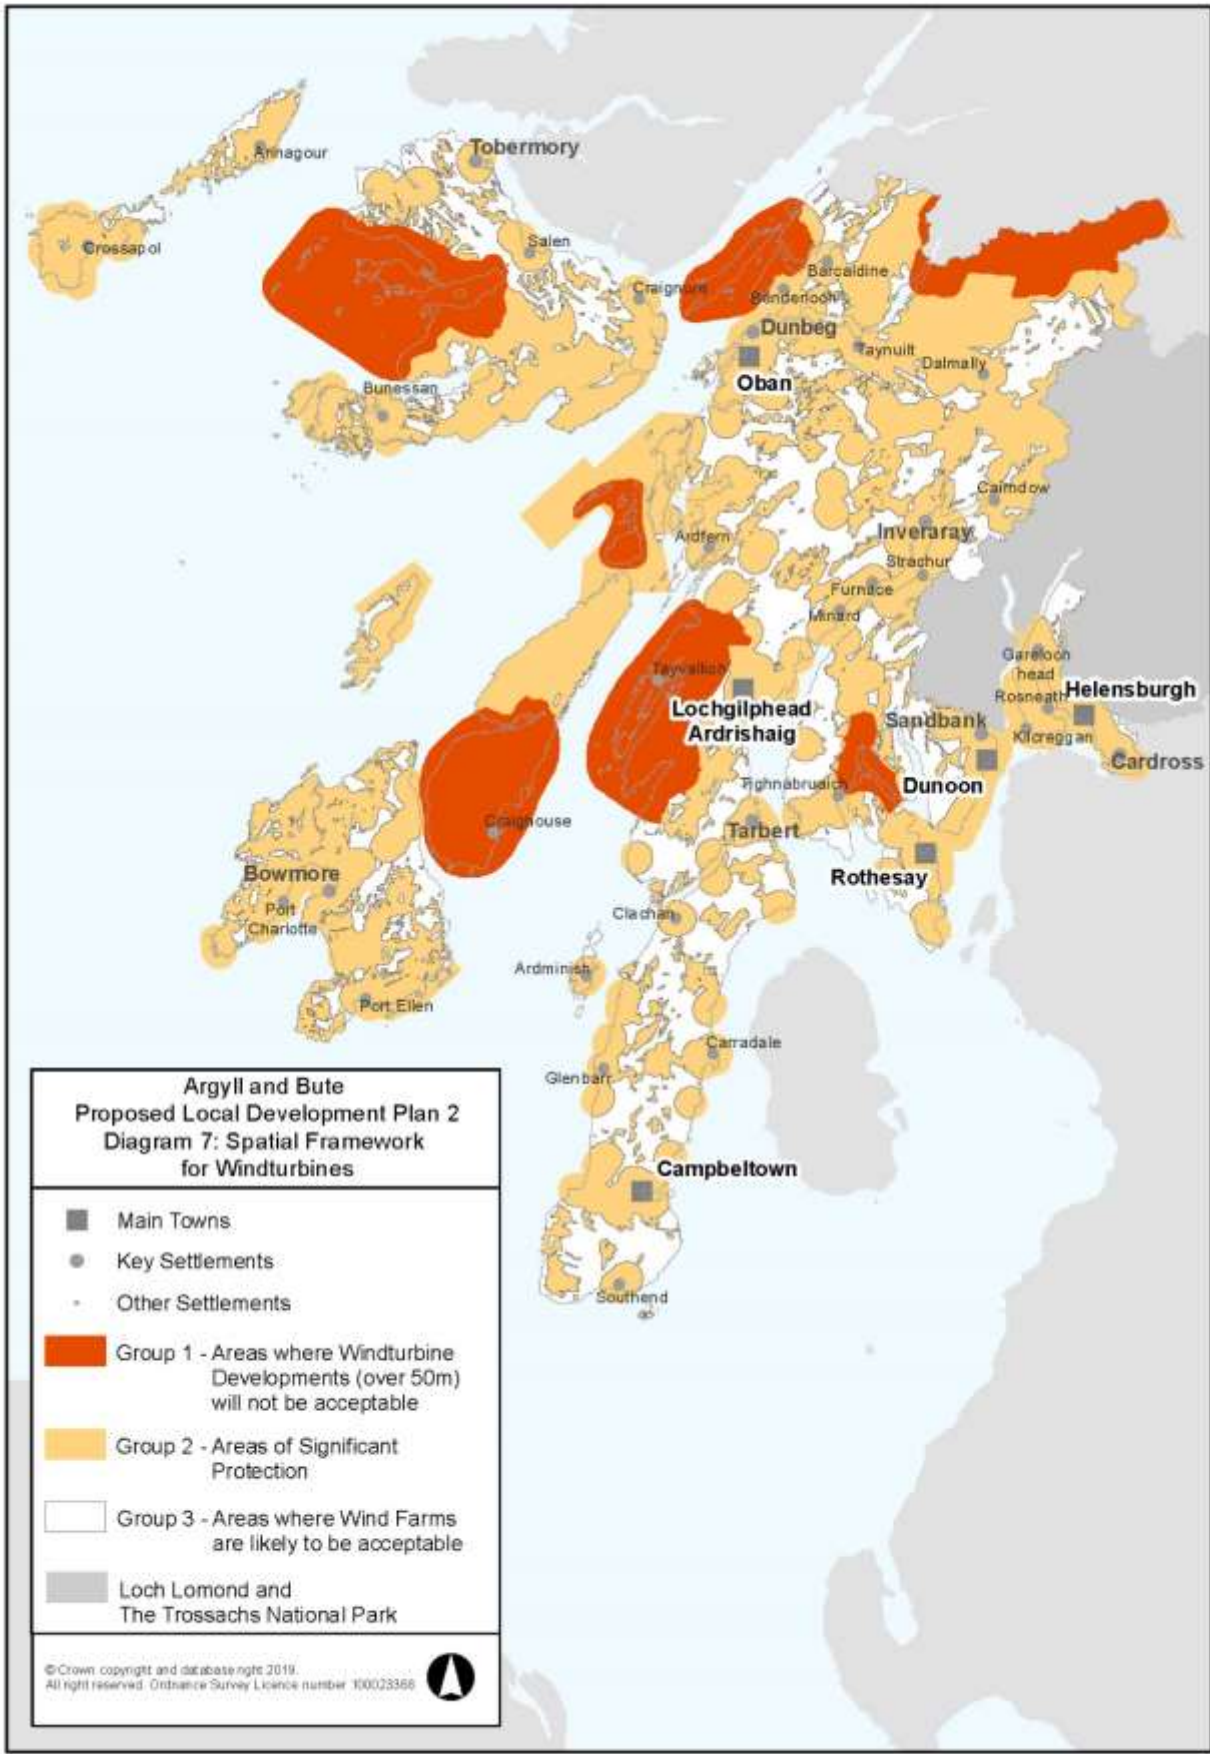 Tobermory
Arinagour
Crossapol
Salen
Craignure
Barcaldine
Benderloch
Dunbeg
Taynuilt
Dalmally
Oban
Bunessan
Cairndow
Inveraray
Ardfern
Strachur
Furnace
Minard
Gareloch
head
Tayvallich
Rosneath
Helensburgh
Lochgilphead
Ardrishaig
Sandbank
Kilcreggan
Cardross
Tighnabruaich
Dunoon
Craighouse
Tarbert
Bowmore
Rothesay
Port
Charlotte
Clachan
Ardminish
Port Ellen
Carradale
Glenbarr
Campbeltown
Southend
Argyll and Bute
Proposed Local Development Plan 2
Diagram 7: Spatial Framework
for Windturbines
Main Towns
Key Settlements
Other Settlements
Group 1 - Areas where Windturbine
Developments (over 50m)
will not be acceptable
Group 2 - Areas of Significant
Protection
Group 3 - Areas where Wind Farms
are likely to be acceptable
Loch Lomond and
The Trossachs National Park
© Crown copyright and database right 2019.
All right reserved. Ordnance Survey Licence number 100023368